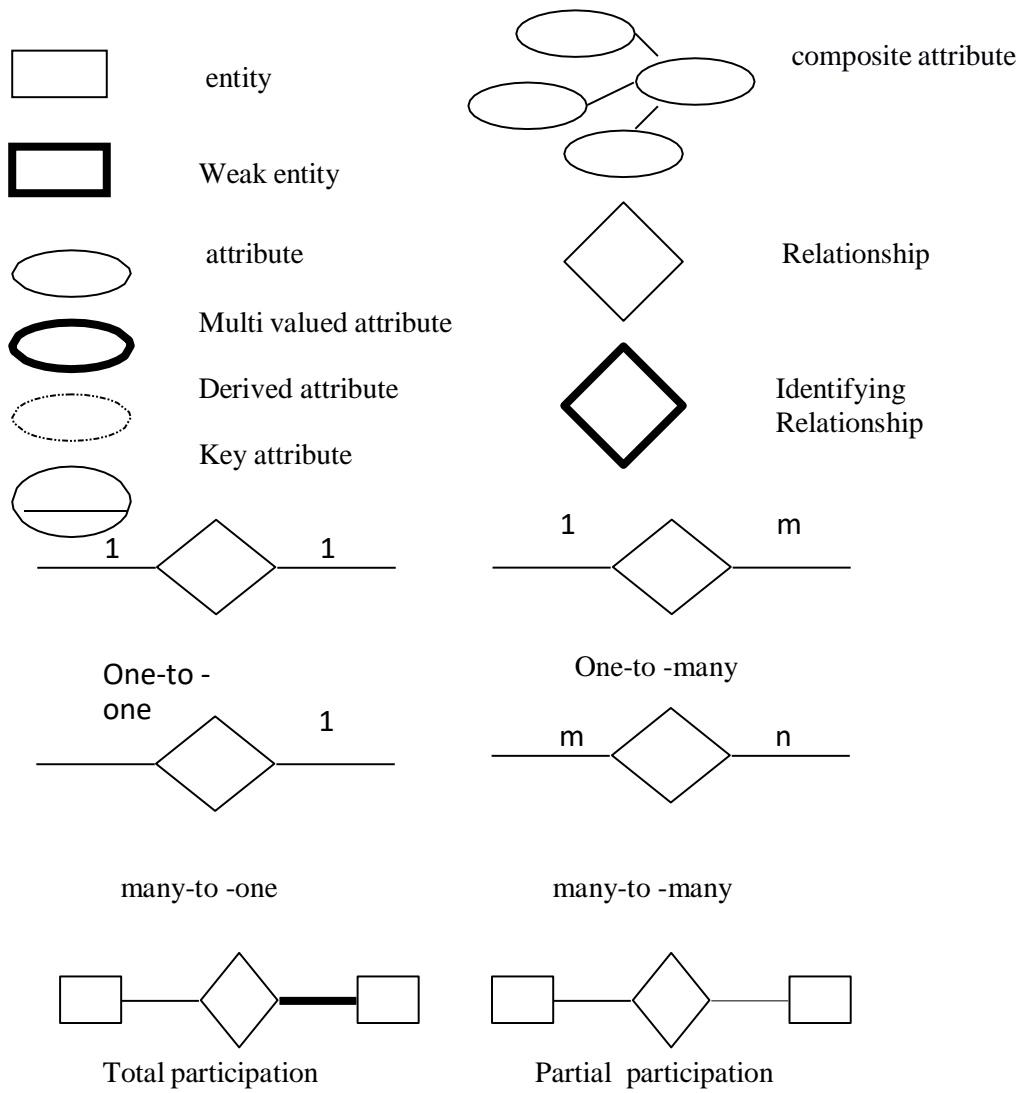 entity
composite attribute
Weak entity
attribute
Relationship
Multi valued attribute
Derived attribute
Identifying
Relationship
Key attribute
1
1
1
m
One-to -
one
One-to -many
1
m
n
many-to -one
many-to -many
Total participation
Partial participation